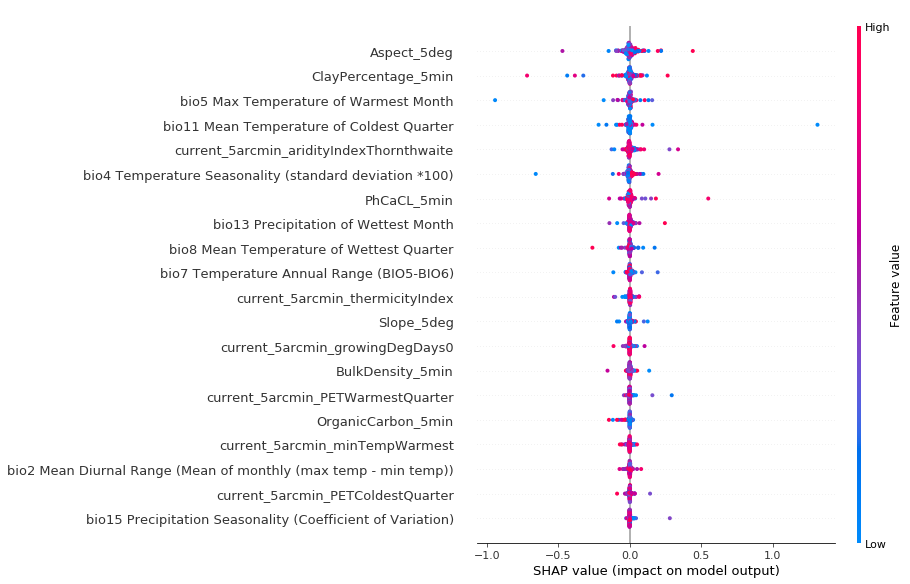 High
Aspect_5deg
ClayPercentage_5min
bio5 Max Temperature of Warmest Month
bio11 Mean Temperature of Coldest Quarter
current_5arcmin_aridityIndexThornthwaite
bio4 Temperature Seasonality (standard deviation *100)
PhCaCL_5min
bio13 Precipitation of Wettest Month
bio8 Mean Temperature of Wettest Quarter
bio7 Temperature Annual Range (BIO5-BIO6)
current_5arcmin_thermicityIndex
Slope_5deg
current_5arcmin_growingDegDays0
BulkDensity_5min
current_5arcmin_PETWarmestQuarter
OrganicCarbon_5min
current_5arcmin_minTempWarmest
bio2 Mean Diurnal Range (Mean of monthly (max temp - min temp))
current_5arcmin_PETColdestQuarter
bio15 Precipitation Seasonality (Coefficient of Variation)
Feature value
Low
−1.0 −0.5 0.0 0.5 1.0
SHAP value (impact on model output)